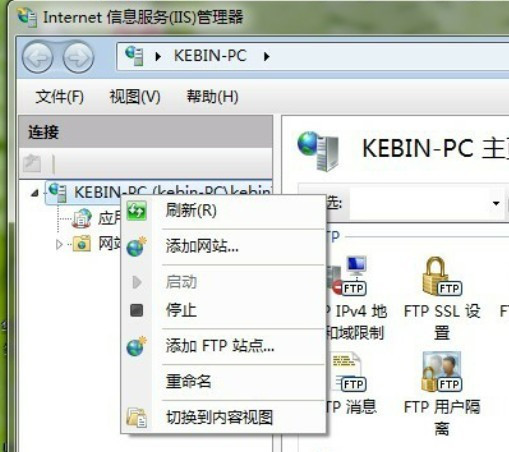 Internet 信息服务(IIS)管理器
KEBIN-PC
文件(F) 视图(V) 帮助(H)
连接
KEBIN-PC 主
KEBIN-PC (kebin-PC\kebin
刷新(R)
选:
应
网
添加网站...
启动
停止
添加 FTP 站点...
重命名
切换到内容视图
FTP
IPv4 地
和域限制
FTP
FTP SSL 设
置
FTP
TP 消息
FTP
FTP 用户隔
离